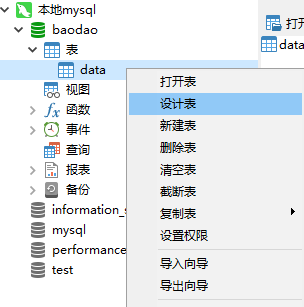 本地mysql
baodao
表
data
视图
函数
事件
查询
报表
备份
information_s
mysql
performance
test
打开表
设计表
新建表
删除表
清空表
截断表
复制表
设置权限
导入向导
导出向导
打开
data